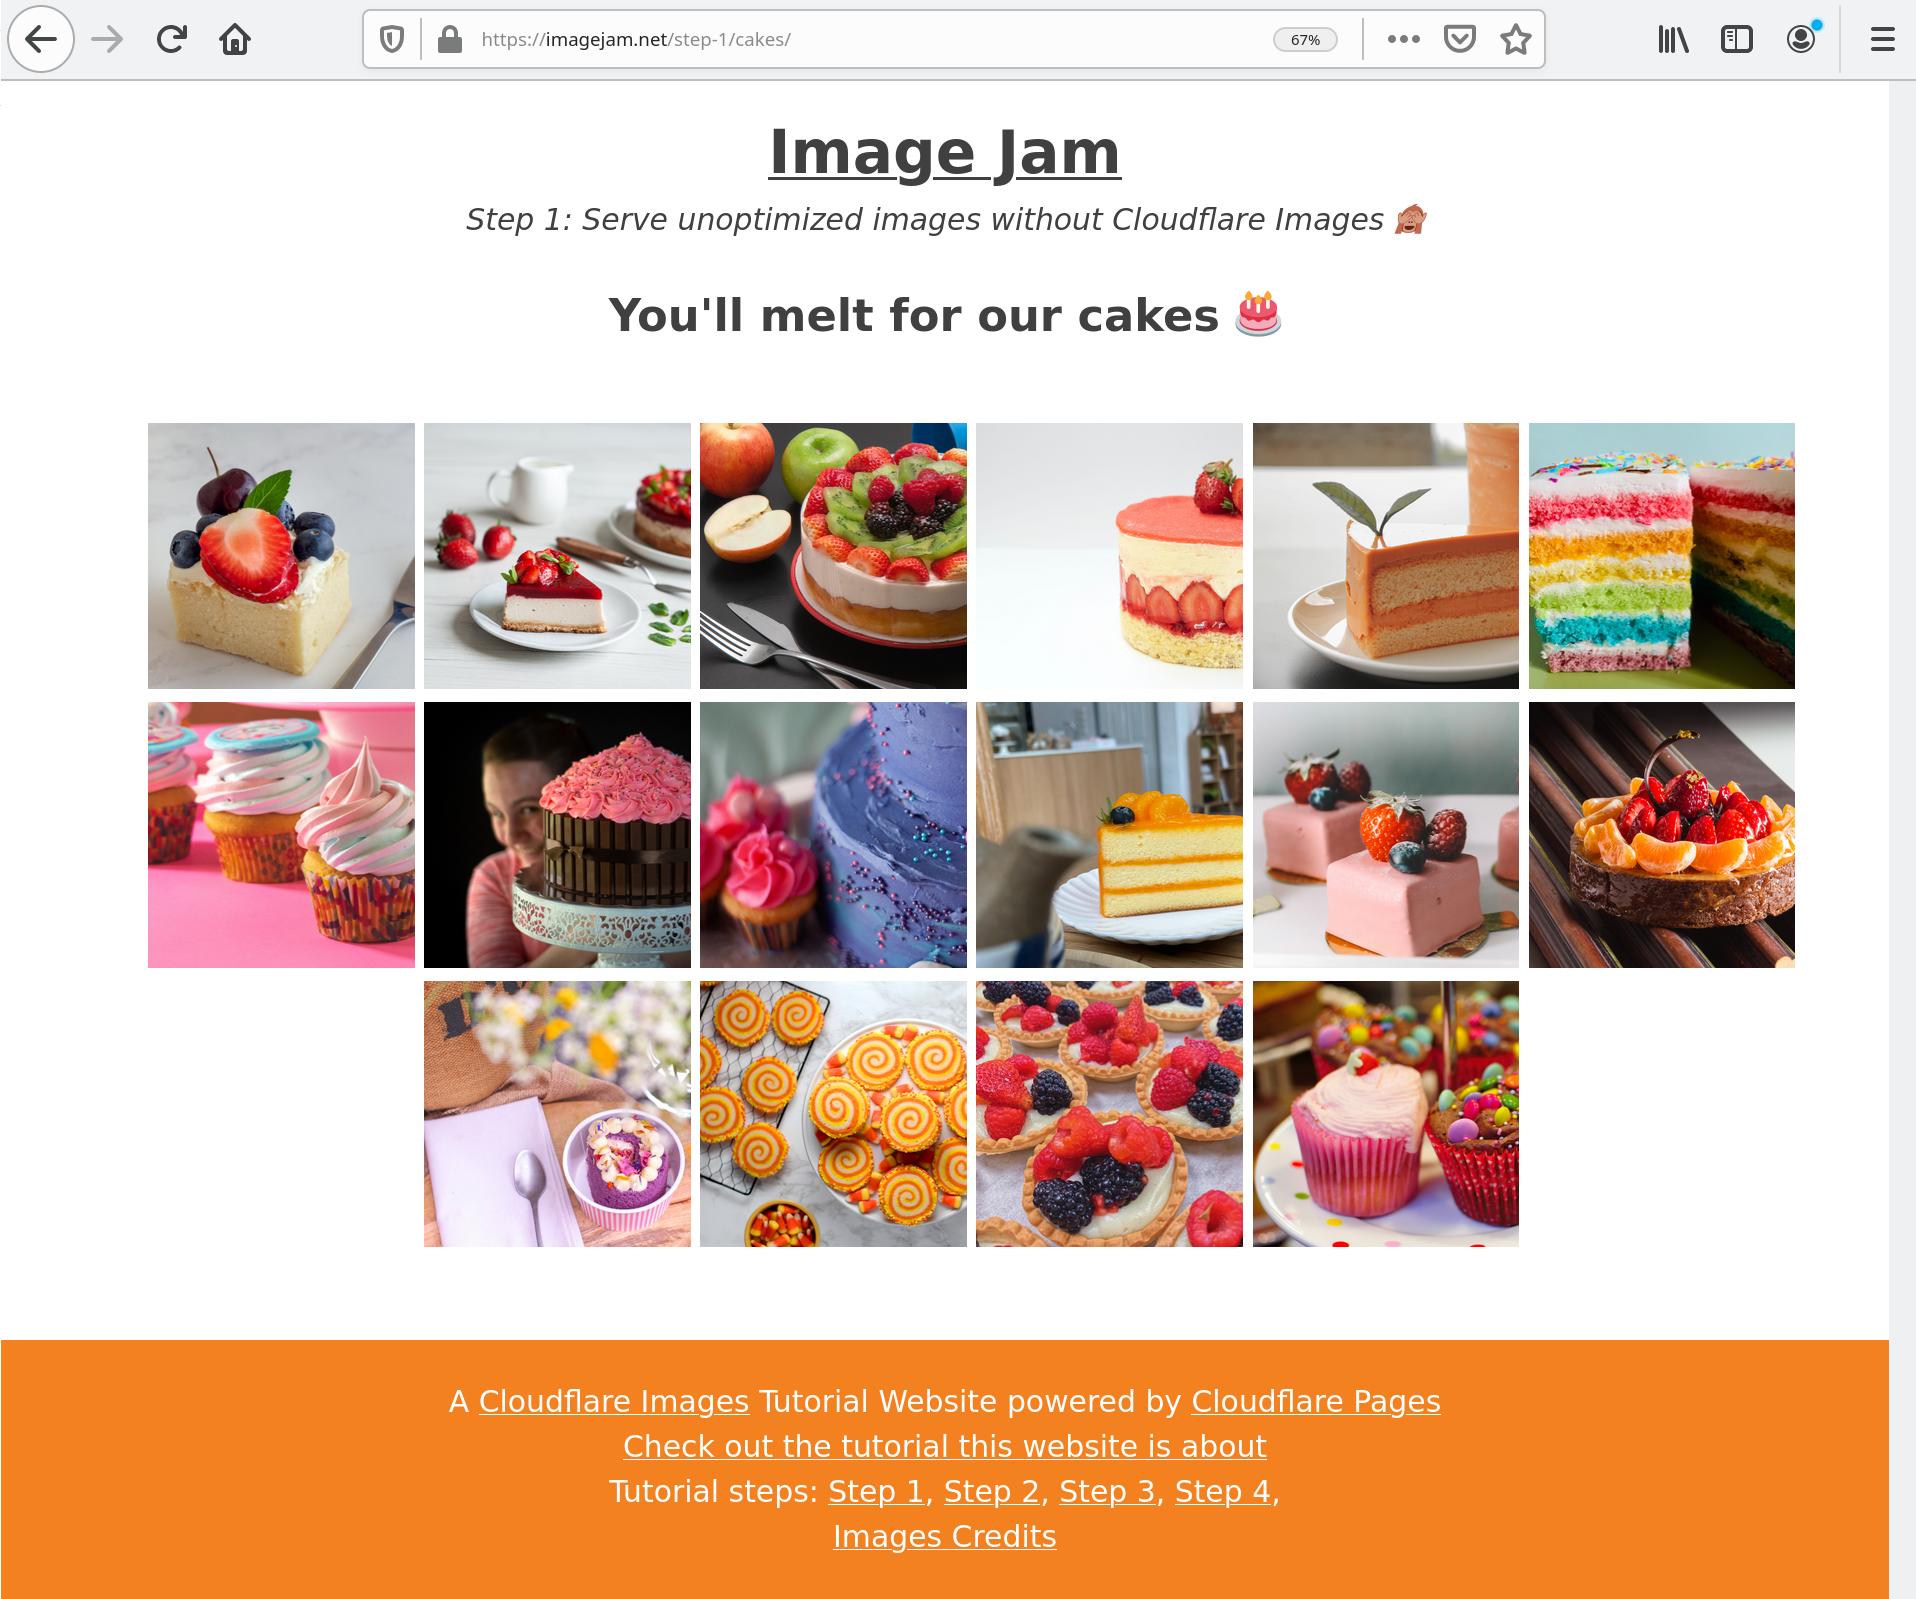 https://imagejam.net/step-1/cakes/
67%
Image Jam
Step 1: Serve unoptimized images without Cloudflare Images 🙈
You'll melt for our cakes 🎂
A Cloudflare Images Tutorial Website powered by Cloudflare Pages
Check out the tutorial this website is about
Tutorial steps: Step 1, Step 2, Step 3, Step 4,
Images Credits